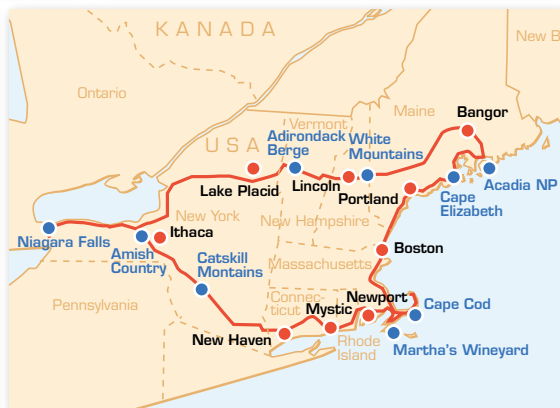 KANADA
New B
Ontario
Maine
Bangor
Vermont
Adirondack
Berge
White
Mountains
USA
Lake Placid
Lincoln
Acadia NP
Portland
Cape
Elizabeth
New York
New Hampshire
Niagara Falls
Ithaca
Amish
Country
Catskill
Montains
Boston
Massachusetts
Pennsylvania
Connec-
ticut
Newport
Mystic
Cape Cod
New Haven
Rhode
Island
Martha's Wineyard